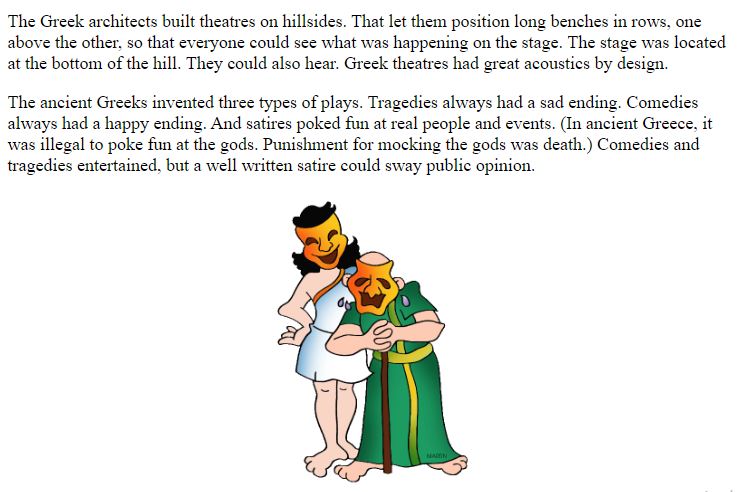 The Greek architects built theatres on hillsides. That let them position long benches in rows, one
above the other, so that everyone could see what was happening on the stage. The stage was located
at the bottom of the hill. They could also hear. Greek theatres had great acoustics by design.
The ancient Greeks invented three types of plays. Tragedies always had a sad ending. Comedies
always had a happy ending. And satires poked fun at real people and events. (In ancient Greece, it
was illegal to poke fun at the gods. Punishment for mocking the gods was death.) Comedies and
tragedies entertained, but a well written satire could sway public opinion.
MARTIN